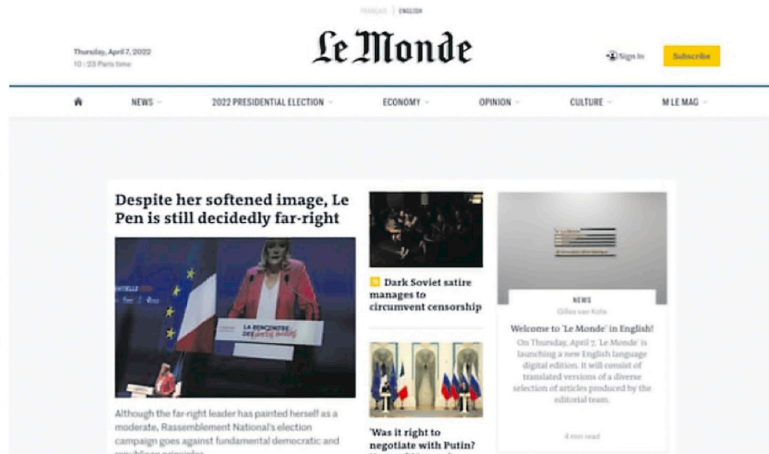 FRANÇAIS | ENGLISH
Thursday, April 7, 2022
10 : 23 Paris time
Le Monde
Sign in
Subscribe
NEWS
2022 PRESIDENTIAL ELECTION
ECONOMY
OPINION
CULTURE
M LE MAG
Despite her softened image, Le
Pen is still decidedly far-right
LA RENCONTRE
Although the far-right leader has painted herself as a
moderate, Rassemblement National's election
campaign goes against fundamental democratic and
republican principles
Dark Soviet satire
manages to
circumvent censorship
'Was it right to
negotiate with Putin?
NEWS
Gilles van Kote
Welcome to 'Le Monde' in English!
On Thursday, April 7, 'Le Monde' is
launching a new English language
digital edition. It will consist of
translated versions of a diverse
selection of articles produced by the
editorial team.
4 min read